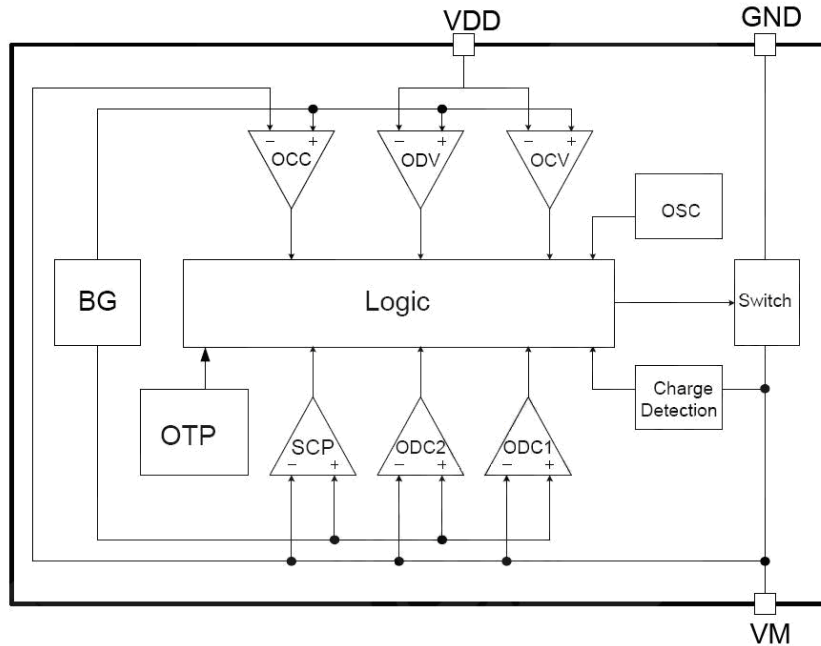 VDD
GND
− +
− +
− +
OCC
ODV
OCV
OSC
BG
Logic
Switch
OTP
Charge
Detection
SCP
ODC2
ODC1
− +
− +
− +
VM